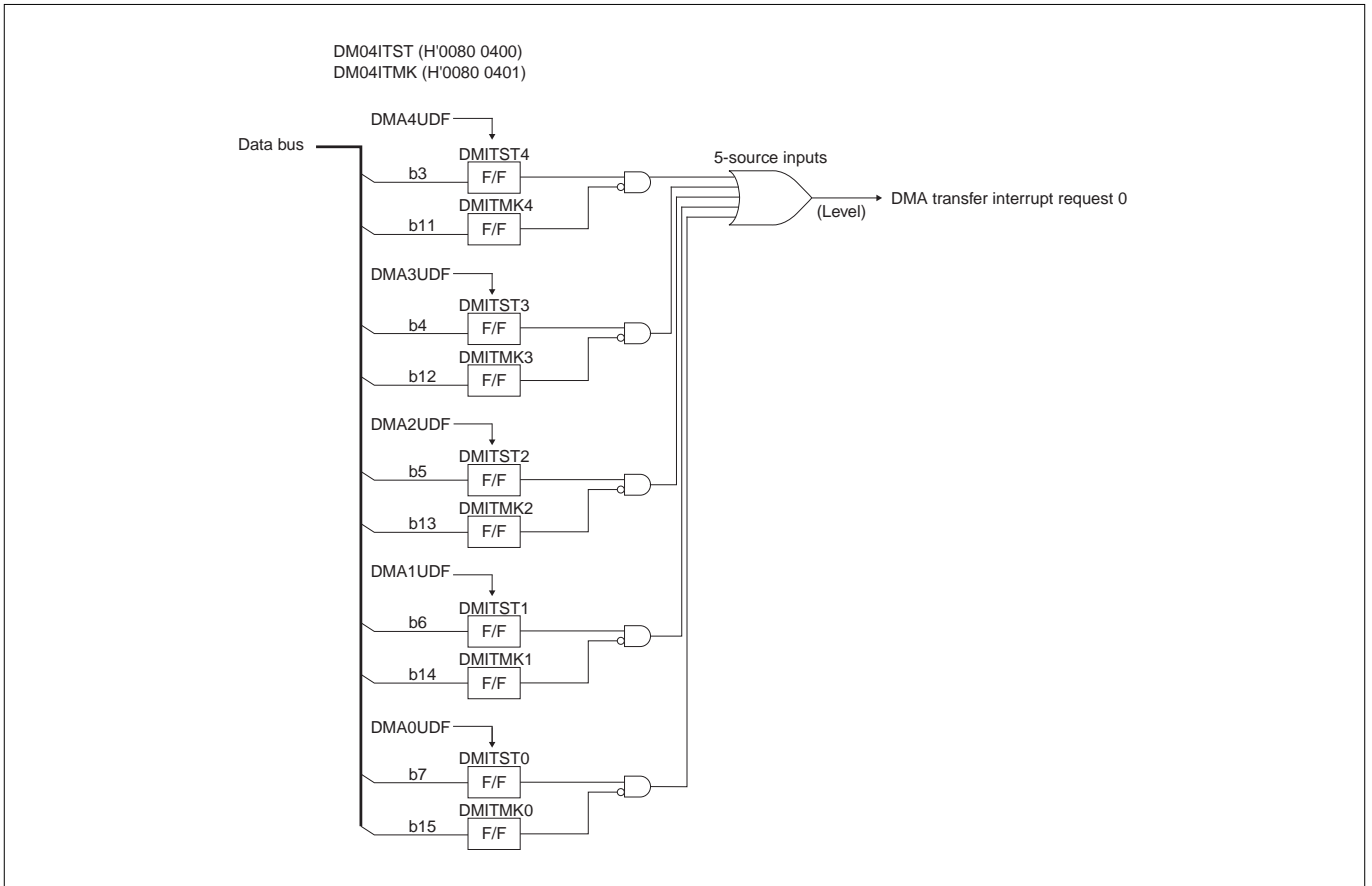 DM04ITST (H'0080 0400)
DM04ITMK (H'0080 0401)
Data bus
DMA4UDF
DMITST4
b3
F/F
DMITMK4
b11
F/F
5-source inputs
(Level)
DMA transfer interrupt request 0
DMA3UDF
DMITST3
b4
F/F
DMITMK3
b12
F/F
DMA2UDF
DMITST2
b5
F/F
DMITMK2
b13
F/F
DMA1UDF
DMITST1
b6
F/F
DMITMK1
b14
F/F
DMA0UDF
DMITST0
b7
F/F
DMITMK0
b15
F/F